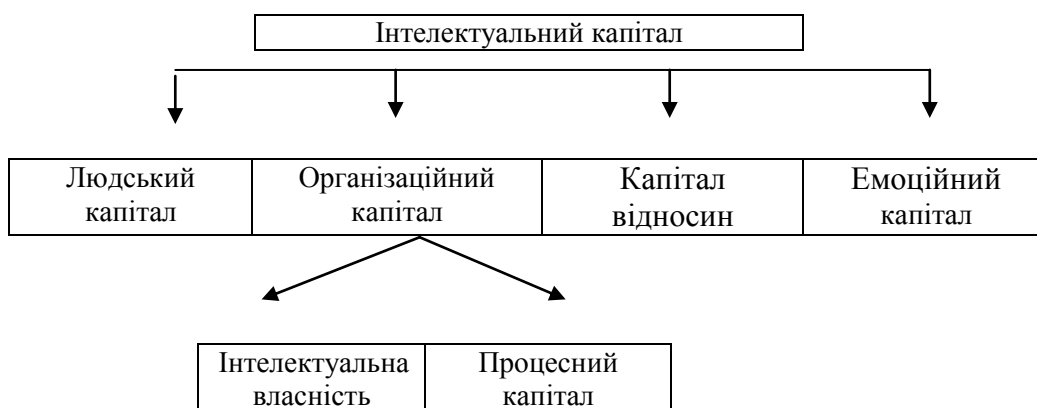 Інтелектуальний капітал
Людський
капітал
Організаційний
капітал
Капітал
відносин
Емоційний
капітал
Інтелектуальна
власність
Процесний
капітал